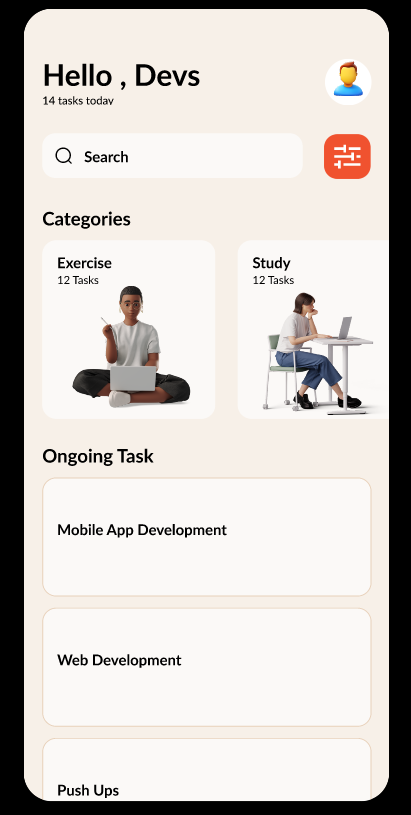 Hello , Devs
14 tasks today
Search
Categories
Exercise
12 Tasks
Study
12 Tasks
Ongoing Task
Mobile App Development
Web Development
Push Ups